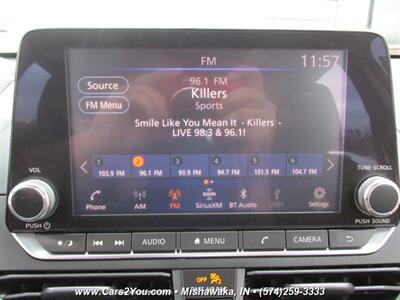 FM
11:57
Source
FM Menu
96.1 FM
Killers
Sports
Smile Like You Mean It - Killers -
LIVE 98.3 & 96.1!
1 2 3 4 5 6
103.9 FM 96.1 FM 93.9 FM 94.7 FM 101.5 FM 104.7 FM
Phone AM FM SiriusXM BT Audio USB1 Settings
VOL
PUSH
TUNE·SCROLL
PUSH SOUND
AUDIO
MENU
CAMERA
OFF
www.Cars2You.com - Mishawaka, IN - (574)-259-3333